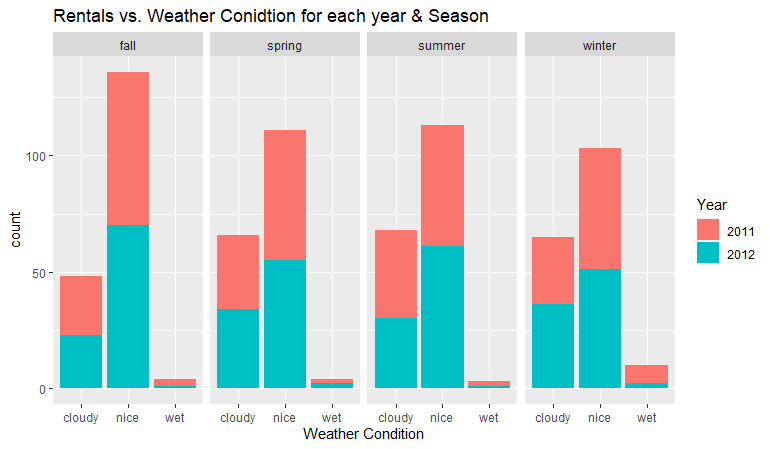 Rentals vs. Weather Conidtion for each year & Season
fall spring summer winter
100
50
0
count
cloudy nice wet cloudy nice wet cloudy nice wet cloudy nice wet
Weather Condition
Year
2011
2012